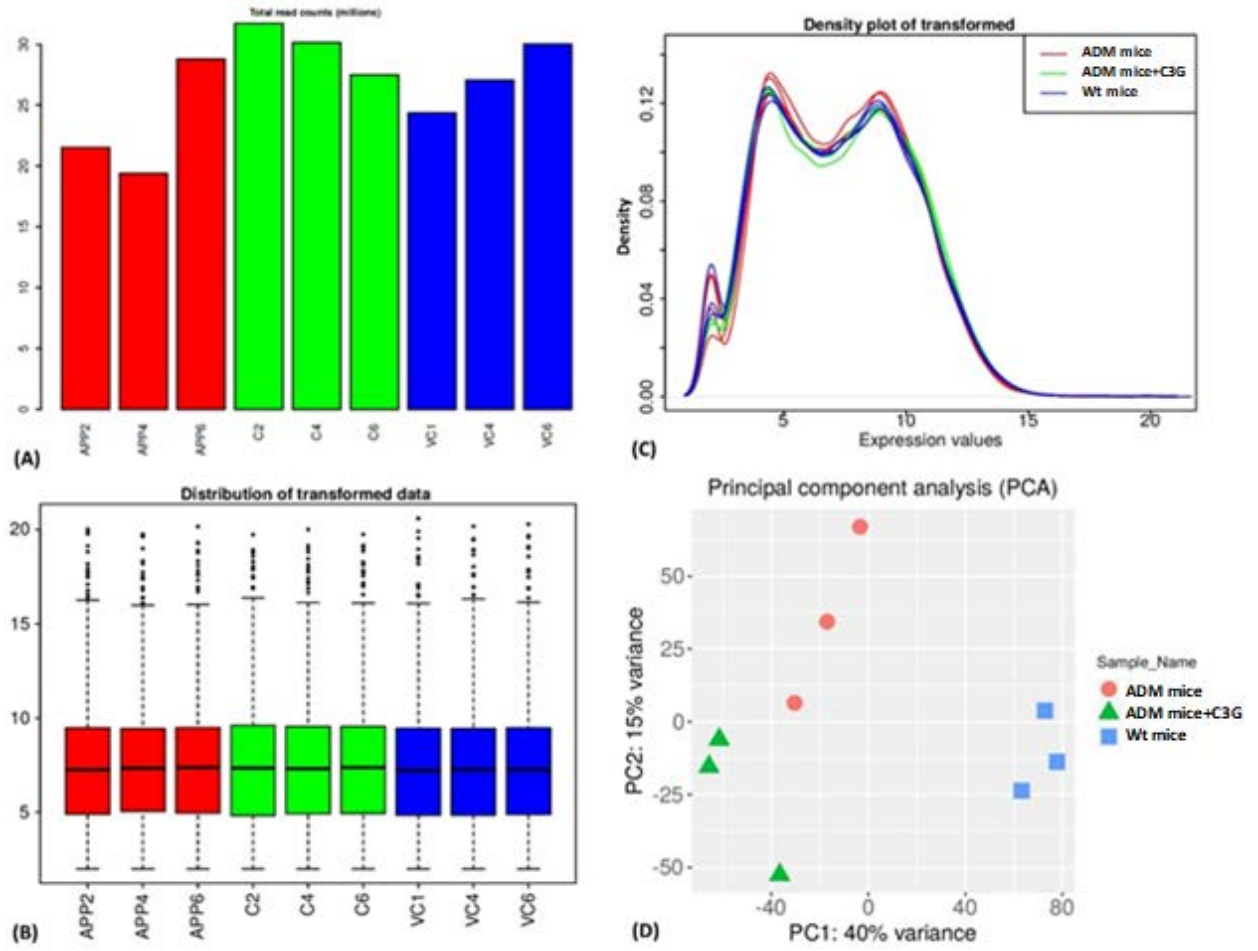 Total read counts (millions)
30
25
20
15
10
5
0
APP2 APP4 APP6 C2 C4 C6 VC1 VC4 VC6
(A)
Distribution of transformed data
20
15
10
5
APP2 APP4 APP6 C2 C4 C6 VC1 VC4 VC6
(B)
Density plot of transformed
ADM mice
ADM mice+C3G
Wt mice
Density
0.12
0.08
0.04
0.00
5 10 15 20
Expression values
(C)
Principal component analysis (PCA)
PC2: 15% variance
50
25
0
-25
-50
-40 0 40 80
PC1: 40% variance
Sample_Name
ADM mice
ADM mice+C3G
Wt mice
(D)